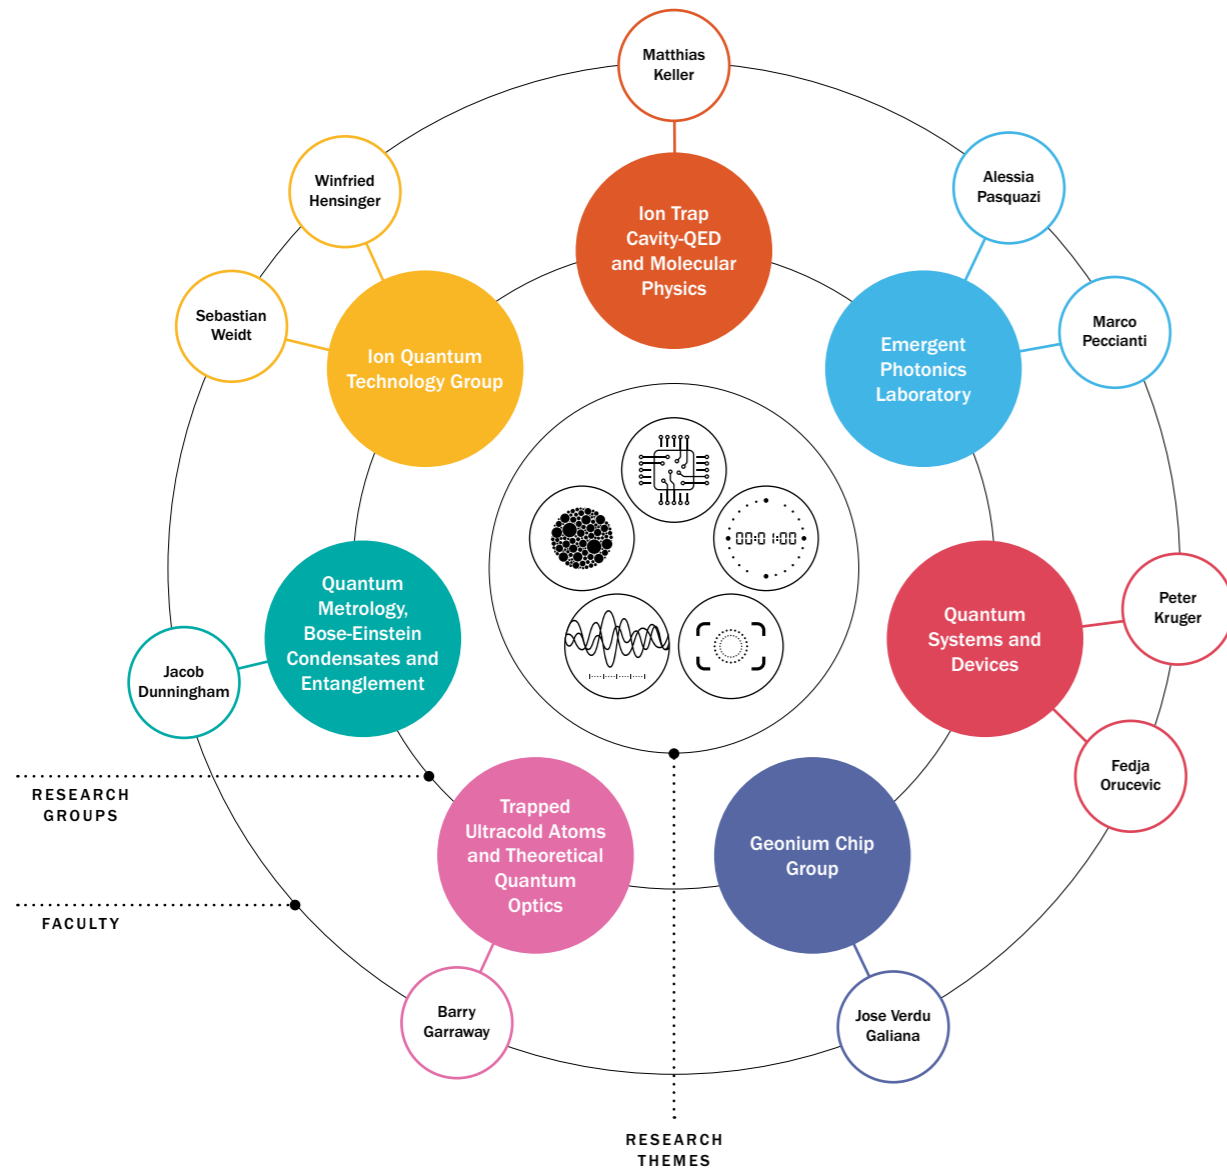 Matthias
Keller
Alessia
Pasquazi
Winfried
Hensinger
Ion Trap
Cavity-QED
and Molecular
Physics
Sebastian
Weidt
Marco
Peccianti
Ion Quantum
Technology Group
Emergent
Photonics
Laboratory
00:01:00
Quantum
Metrology,
Bose-Einstein
Condensates and
Entanglement
Quantum
Systems and
Devices
Peter
Kruger
Jacob
Dunningham
Fedja
Orucevic
RESEARCH
GROUPS
Trapped
Ultracold Atoms
and Theoretical
Quantum
Optics
Geonium Chip
Group
FACULTY
Barry
Garraway
Jose Verdu
Galiana
RESEARCH
THEMES